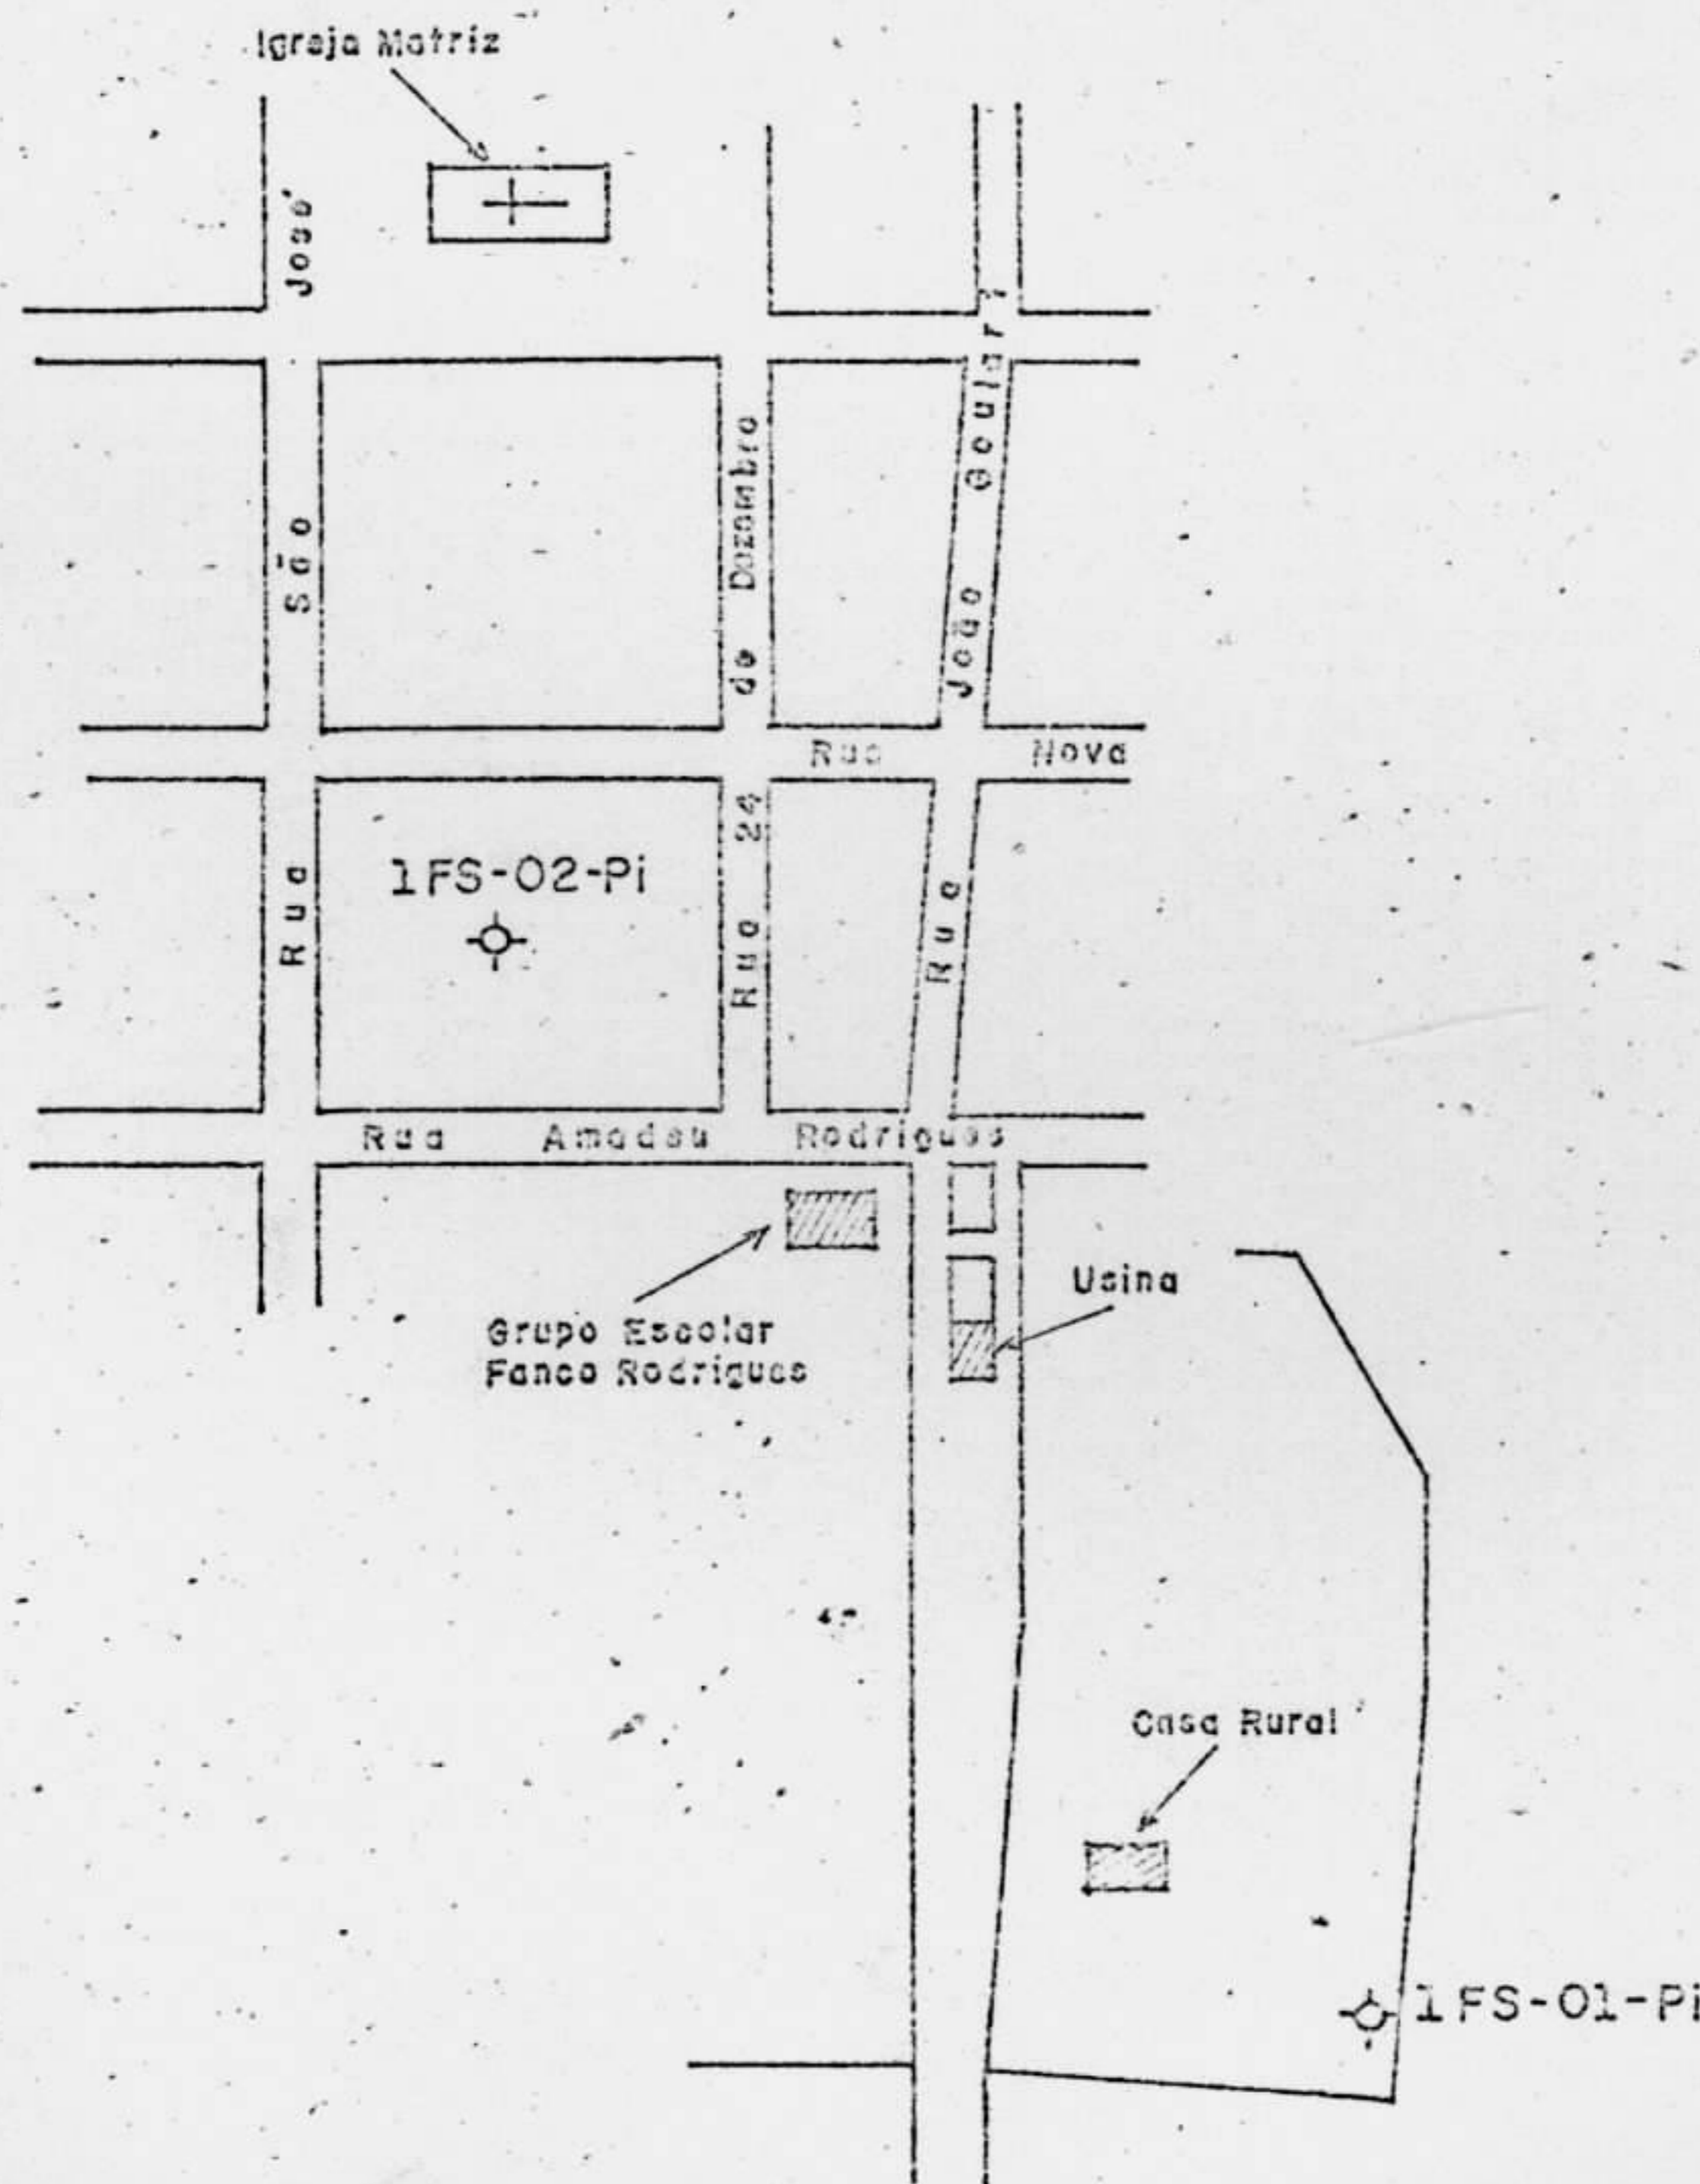 Igreja Matriz
Rua São José
Rua 24 de Dezembro
Rua João Goulart
Rua Nova
1FS-02-Pi
Rua Amadeu Rodrigues
Grupo Escolar
Fanco Rodrigues
Usina
Casa Rural
1FS-01-Pi